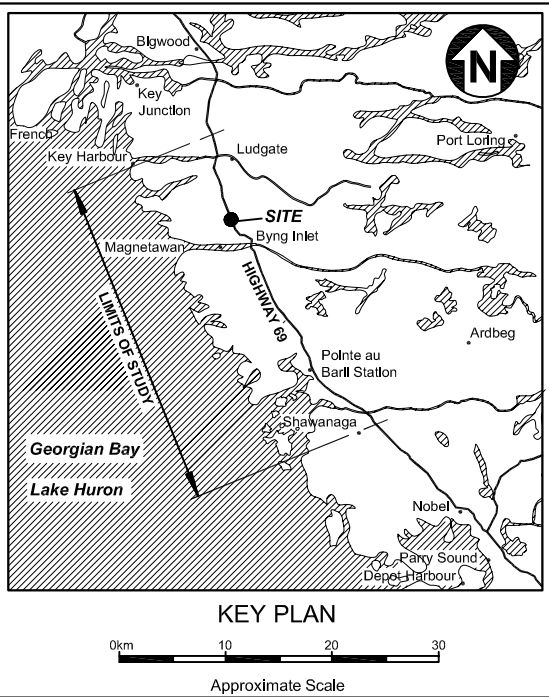 Bigwood
N
Key
Junction
French
Port Loring
Ludgate
Key Harbour
SITE
Byng Inlet
Magnetawan
HIGHWAY 69
LIMITS OF STUDY
Ardbeg
Pointe au
Baril Station
Shawanaga
Georgian Bay
Lake Huron
Nobel
Parry Sound
Depot Harbour
KEY PLAN
0km 10 20 30
Approximate Scale